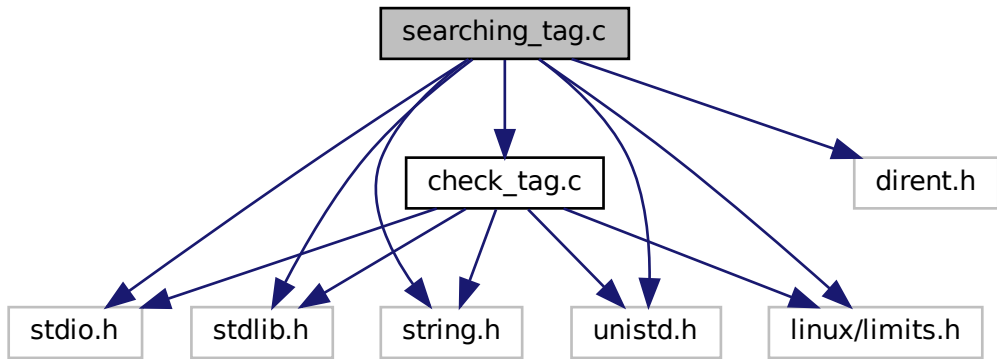 searching_tag.c
check_tag.c
dirent.h
stdio.h
stdlib.h
string.h
unistd.h
linux/limits.h